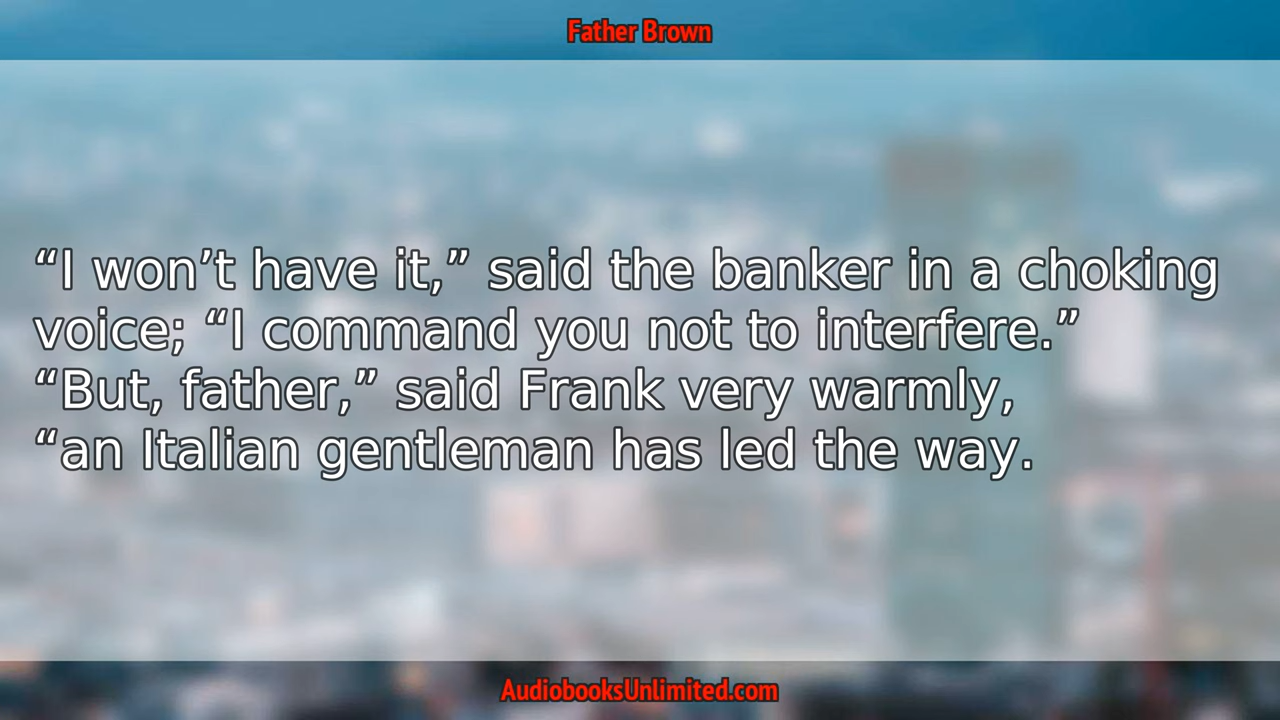 Father Brown
“I won’t have it,” said the banker in a choking
voice; “I command you not to interfere.”
“But, father,” said Frank very warmly,
“an Italian gentleman has led the way.
AudiobooksUnlimited.com